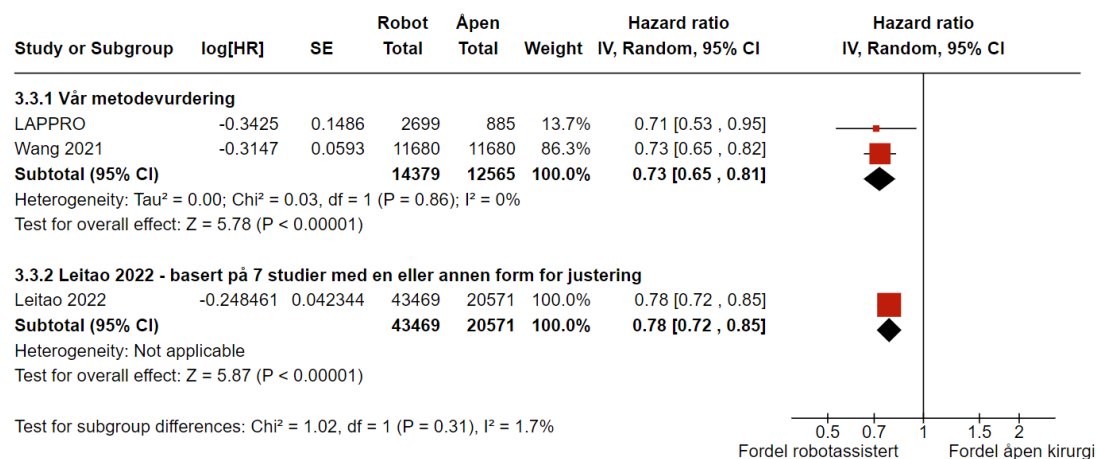 Robot Åpen Hazard ratio Hazard ratio
Study or Subgroup log[HR] SE Total Total Weight IV, Random, 95% CI IV, Random, 95% CI
3.3.1 Vår metodevurdering
LAPPRO -0.3425 0.1486 2699 885 13.7% 0.71 [0.53 , 0.95]
Wang 2021 -0.3147 0.0593 11680 11680 86.3% 0.73 [0.65 , 0.82]
Subtotal (95% CI) 14379 12565 100.0% 0.73 [0.65 , 0.81]
Heterogeneity: Tau² = 0.00; Chi² = 0.03, df = 1 (P = 0.86); I² = 0%
Test for overall effect: Z = 5.78 (P < 0.00001)
3.3.2 Leitao 2022 - basert på 7 studier med en eller annen form for justering
Leitao 2022 -0.248461 0.042344 43469 20571 100.0% 0.78 [0.72 , 0.85]
Subtotal (95% CI) 43469 20571 100.0% 0.78 [0.72 , 0.85]
Heterogeneity: Not applicable
Test for overall effect: Z = 5.87 (P < 0.00001)
Test for subgroup differences: Chi² = 1.02, df = 1 (P = 0.31), I² = 1.7%
0.5 0.7 1 1.5 2
Fordel robotassistert Fordel åpen kirurgi